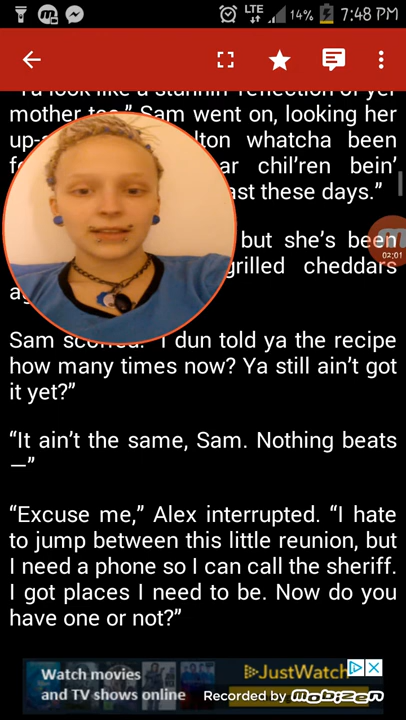 LTE 14% 7:48 PM
mother too,” Sam went on, looking her
lton whatcha been
ar chil’ren bein’
ast these days.”
but she’s been
grilled cheddars
02:01
Sam I dun told ya the recipe
how many times now? Ya still ain’t got
it yet?”
“It ain’t the same, Sam. Nothing beats
—”
“Excuse me,” Alex interrupted. “I hate
to jump between this little reunion, but
I need a phone so I can call the sheriff.
I got places I need to be. Now do you
have one or not?”
Watch movies
and TV shows online
JustWatch
Recorded by mobizen